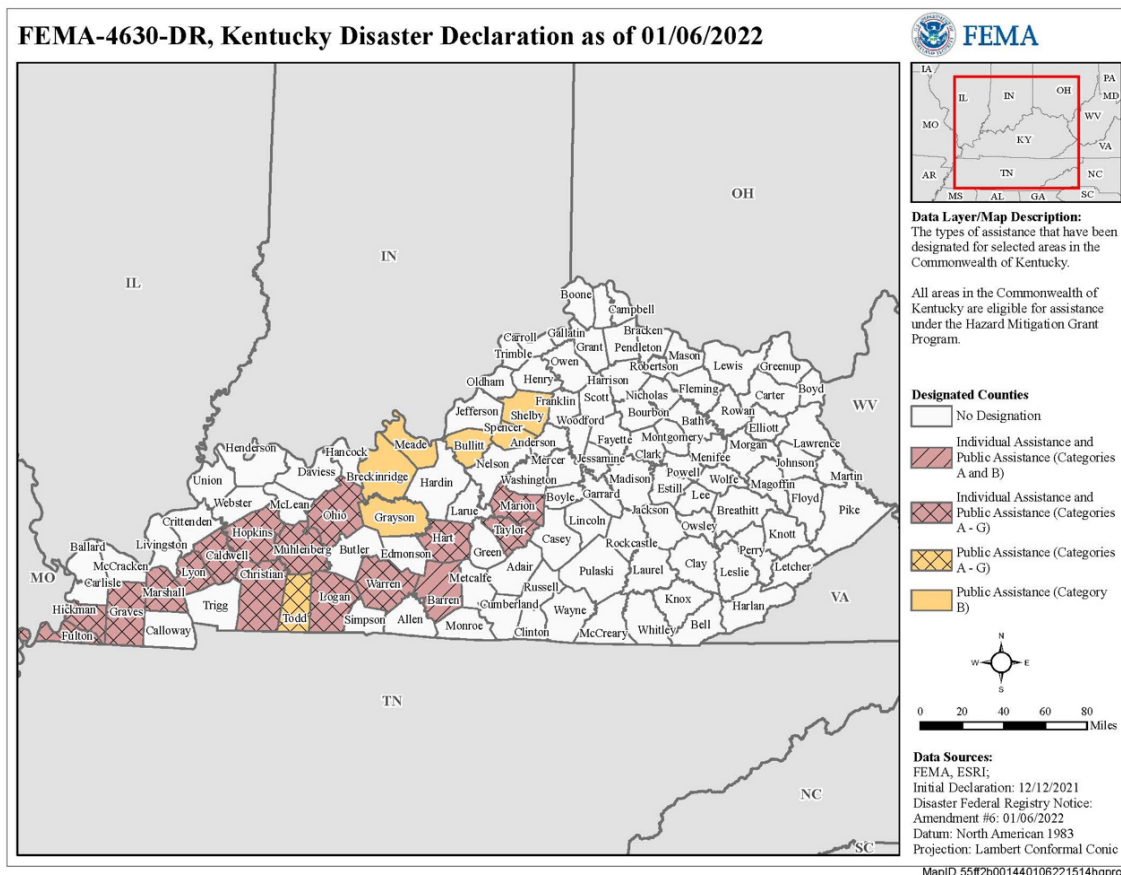 FEMA-4630-DR, Kentucky Disaster Declaration as of 01/06/2022
FEMA
IA
IL
IN
OH
PA
MD
WV
MO
KY
VA
AR
TN
NC
MS
AL
GA
SC
Data Layer/Map Description:
The types of assistance that have been
designated for selected areas in the
Commonwealth of Kentucky.
All areas in the Commonwealth of
Kentucky are eligible for assistance
under the Hazard Mitigation Grant
Program.
Designated Counties
No Designation
Individual Assistance and
Public Assistance (Categories
A and B)
Individual Assistance and
Public Assistance (Categories
A - G)
Public Assistance (Categories
A - G)
Public Assistance (Category
B)
N
W
E
S
0 20 40 60 80
Miles
Data Sources:
FEMA, ESRI;
Initial Declaration: 12/12/2021
Disaster Federal Registry Notice:
Amendment #6: 01/06/2022
Datum: North American 1983
Projection: Lambert Conformal Conic
MapID 55ff2b001440106221514hqprod
OH
IN
IL
WV
MO
VA
TN
NC
SC
Boone
Campbell
Gallatin
Bracken
Carroll
Grant
Pendleton
Mason
Trimble
Owen
Robertson
Lewis
Greenup
Oldham
Henry
Harrison
Fleming
Boyd
Franklin
Scott
Nicholas
Carter
Jefferson
Shelby
Bourbon
Rowan
Woodford
Bath
Elliott
Spencer
Meade
Bullitt
Anderson
Fayette
Montgomery
Morgan
Lawrence
Hancock
Henderson
Nelson
Mercer
Jessamine
Clark
Menifee
Johnson
Daviess
Breckinridge
Hardin
Washington
Madison
Powell
Wolfe
Magoffin
Martin
Union
Webster
McLean
Ohio
Marion
Boyle
Garrard
Estill
Lee
Floyd
Grayson
Larue
Lincoln
Jackson
Breathitt
Pike
Crittenden
Hopkins
Taylor
Owsley
Livingston
Muhlenberg
Butler
Hart
Casey
Rockcastle
Knott
Ballard
Caldwell
Edmonson
Green
Perry
McCracken
Lyon
Adair
Clay
Letcher
Carlisle
Christian
Warren
Metcalfe
Russell
Pulaski
Laurel
Leslie
Marshall
Hickman
Graves
Trigg
Logan
Barren
Cumberland
Wayne
Knox
Harlan
Fulton
Calloway
Todd
Simpson
Allen
Monroe
Clinton
McCreary
Whitley
Bell